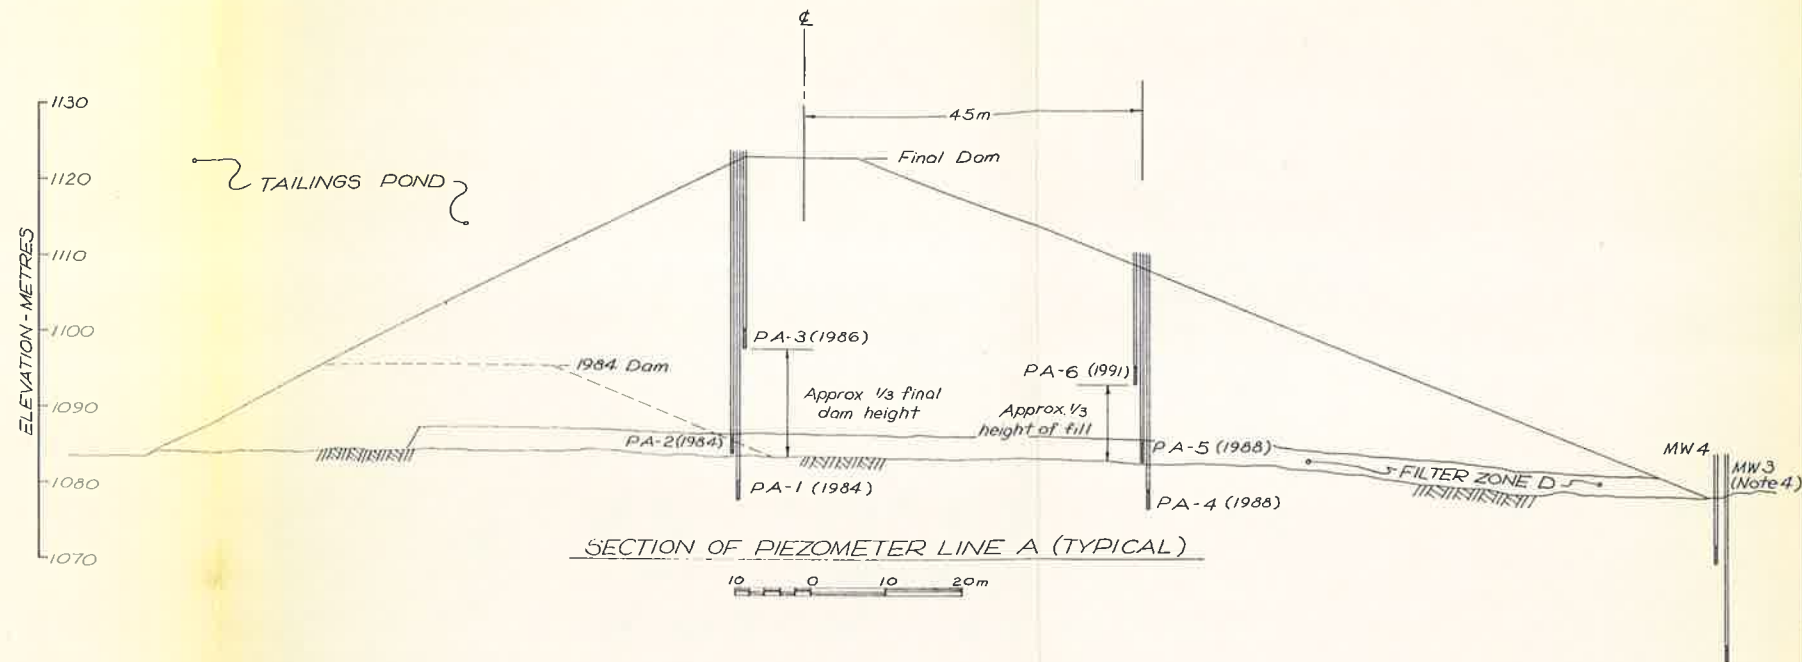 ℄
1130
45m
Final Dam
1120
TAILINGS POND
1110
ELEVATION - METRES
1100
PA-3 (1986)
1984 Dam
PA-6 (1991)
Approx 1/3 final
dam height
1090
Approx. 1/3
height of fill
PA-2 (1984)
PA-5 (1988)
MW4
MW3
(Note 4)
FILTER ZONE D
1080
PA-1 (1984)
PA-4 (1988)
SECTION OF PIEZOMETER LINE A (TYPICAL)
1070
10 0 10 20m